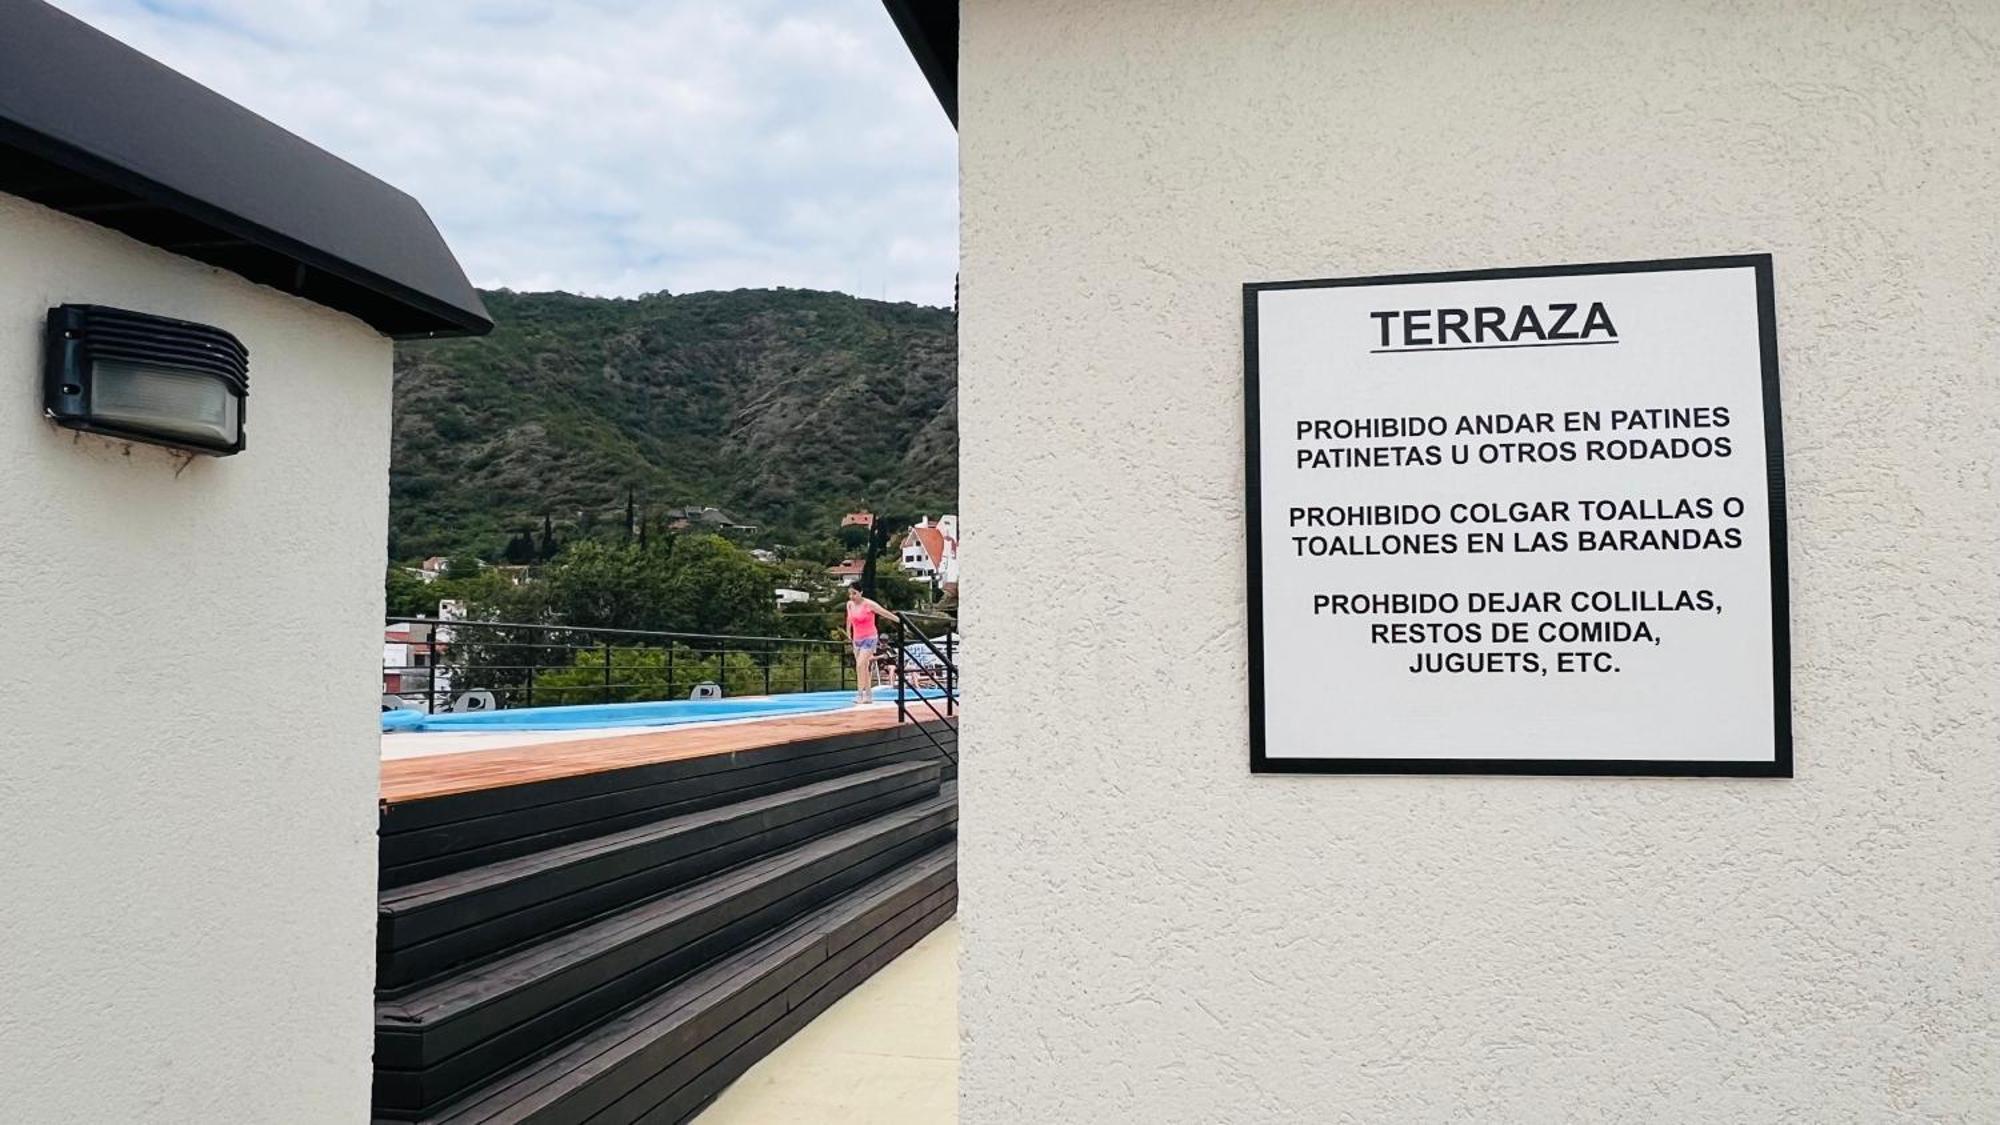 TERRAZA
PROHIBIDO ANDAR EN PATINES
PATINETAS U OTROS RODADOS
PROHIBIDO COLGAR TOALLAS O
TOALLONES EN LAS BARANDAS
PROHBIDO DEJAR COLILLAS,
RESTOS DE COMIDA,
JUGUETS, ETC.